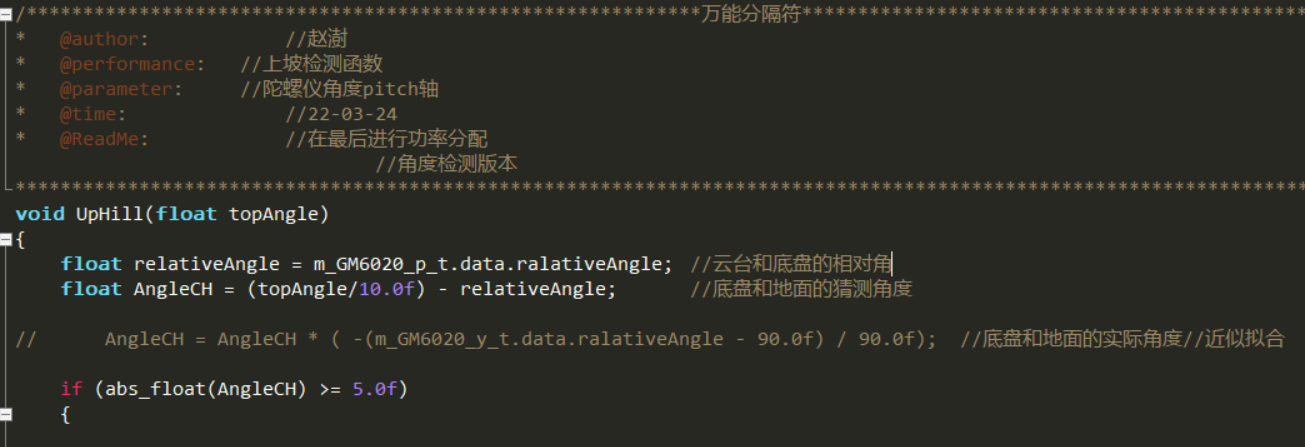 /************************************************************万能分隔符*********************************************
* @author: //赵澍
* @performance: //上坡检测函数
* @parameter: //陀螺仪角度pitch轴
* @time: //22-03-24
* @ReadMe: //在最后进行功率分配
//角度检测版本
*******************************************************************************************************************
void UpHill(float topAngle)
{
float relativeAngle = m_GM6020_p_t.data.ralativeAngle; //云台和底盘的相对角
float AngleCH = (topAngle/10.0f) - relativeAngle; //底盘和地面的猜测角度
// AngleCH = AngleCH * ( -(m_GM6020_y_t.data.ralativeAngle - 90.0f) / 90.0f); //底盘和地面的实际角度//近似拟合
if (abs_float(AngleCH) >= 5.0f)
{